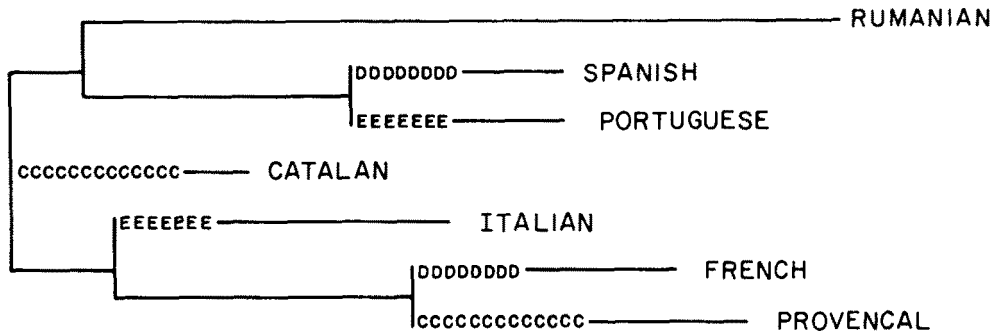 RUMANIAN
DDDDDDDD SPANISH
EEEEEEE PORTUGUESE
CCCCCCCCCCCCC CATALAN
EEEEEEE ITALIAN
DDDDDDDD FRENCH
CCCCCCCCCCCCC PROVENCAL